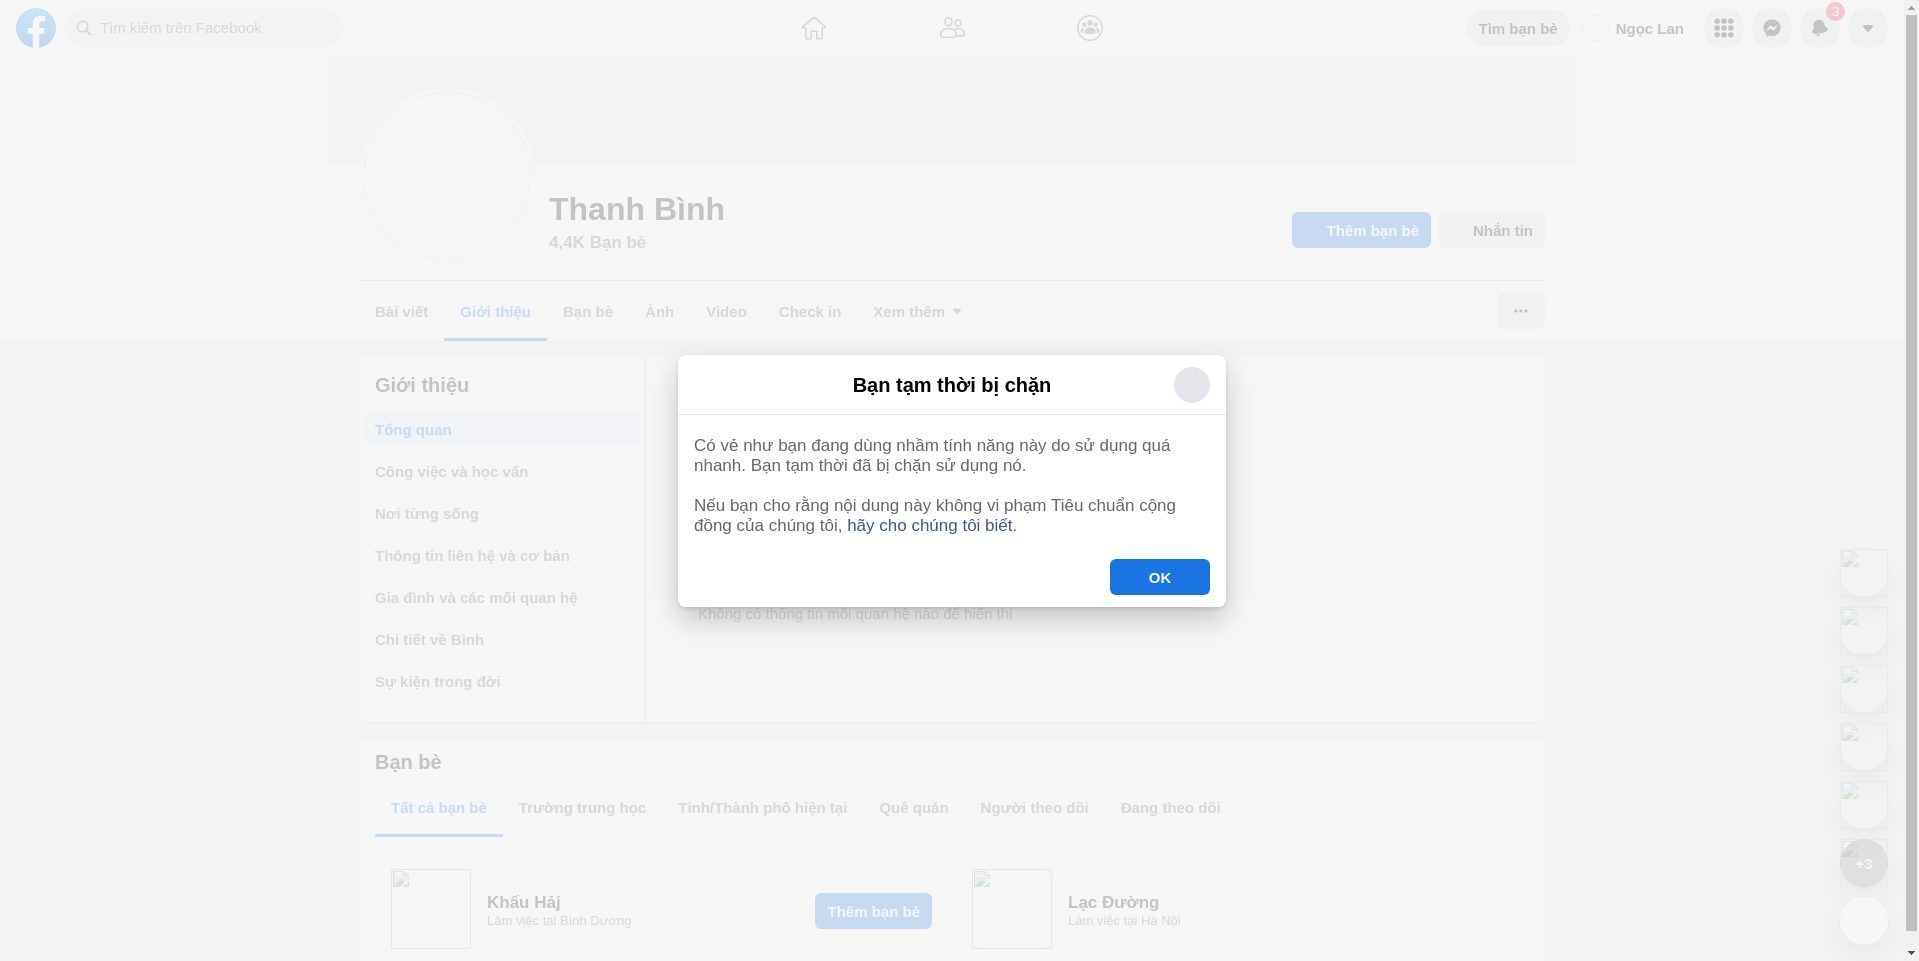 Tìm kiếm trên Facebook
Tìm bạn bè
Ngọc Lan
3
Thanh Bình
4,4K Bạn bè
Thêm bạn bè
Nhắn tin
Bài viết
Giới thiệu
Bạn bè
Ảnh
Video
Check in
Xem thêm
Giới thiệu
Tổng quan
Công việc và học vấn
Nơi từng sống
Thông tin liên hệ và cơ bản
Gia đình và các mối quan hệ
Chi tiết về Bình
Sự kiện trong đời
Bạn tạm thời bị chặn
Có vẻ như bạn đang dùng nhầm tính năng này do sử dụng quá
nhanh. Bạn tạm thời đã bị chặn sử dụng nó.
Nếu bạn cho rằng nội dung này không vi phạm Tiêu chuẩn cộng
đồng của chúng tôi, hãy cho chúng tôi biết.
OK
Không có thông tin mối quan hệ nào để hiển thị
Bạn bè
Tất cả bạn bè
Trường trung học
Tỉnh/Thành phố hiện tại
Quê quán
Người theo dõi
Đang theo dõi
Khấu Hảj
Làm việc tại Bình Dương
Thêm bạn bè
Lạc Đường
Làm việc tại Hà Nội
+3